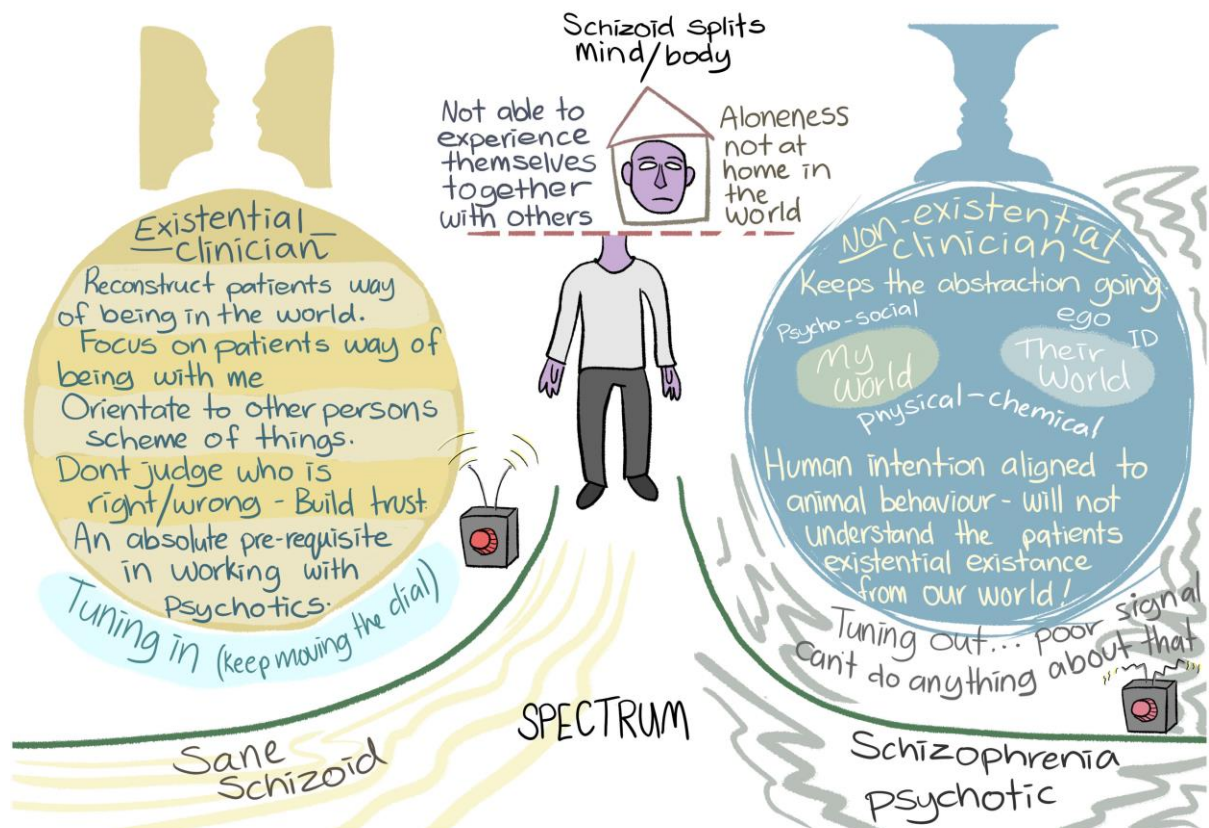 Schizoid splits
mind/body
Not able to
experience
themselves
together
with others
Aloneness
not at
home in
the
world
Existential
clinician
Reconstruct patients way
of being in the world.
Focus on patients way of
being with me
Orientate to other persons
scheme of things.
Dont judge who is
right/wrong - Build trust.
An absolute pre-requisite
in working with
Psychotics.
Tuning in (keep moving the dial)
Non-existential
clinician
Keeps the abstraction going.
Psycho-social
My
World
ego
ID
Their
World
physical-chemical
Human intention aligned to
animal behaviour - will not
understand the patients
existential existance
from our world!
Tuning out... poor signal
can't do anything about that
SPECTRUM
Sane
Schizoid
Schizophrenia
psychotic